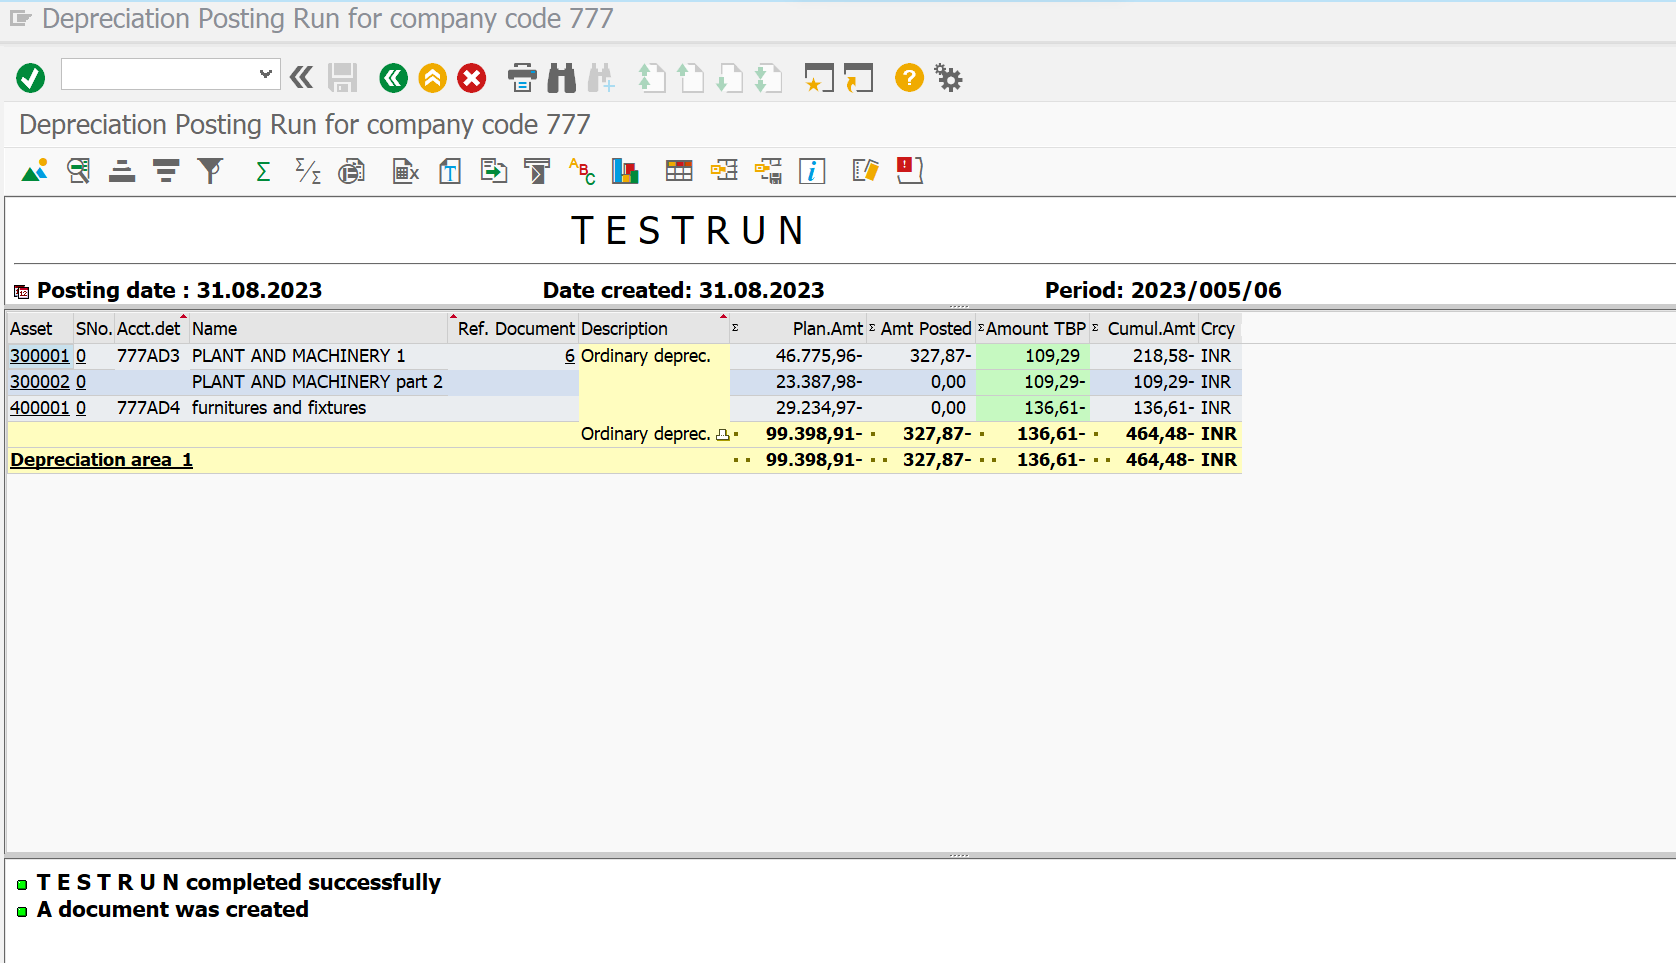 Depreciation Posting Run for company code 777
Depreciation Posting Run for company code 777
T E S T R U N
Posting date : 31.08.2023 Date created: 31.08.2023 Period: 2023/005/06
Asset SNo. Acct.det Name Ref. Document Description Σ Plan.Amt Σ Amt Posted Σ Amount TBP Σ Cumul.Amt Crcy
300001 0 777AD3 PLANT AND MACHINERY 1 6 Ordinary deprec. 46.775,96- 327,87- 109,29 218,58- INR
300002 0 PLANT AND MACHINERY part 2 23.387,98- 0,00 109,29- 109,29- INR
400001 0 777AD4 furnitures and fixtures 29.234,97- 0,00 136,61- 136,61- INR
Ordinary deprec. 99.398,91- 327,87- 136,61- 464,48- INR
Depreciation area 1 99.398,91- 327,87- 136,61- 464,48- INR
T E S T R U N completed successfully
A document was created